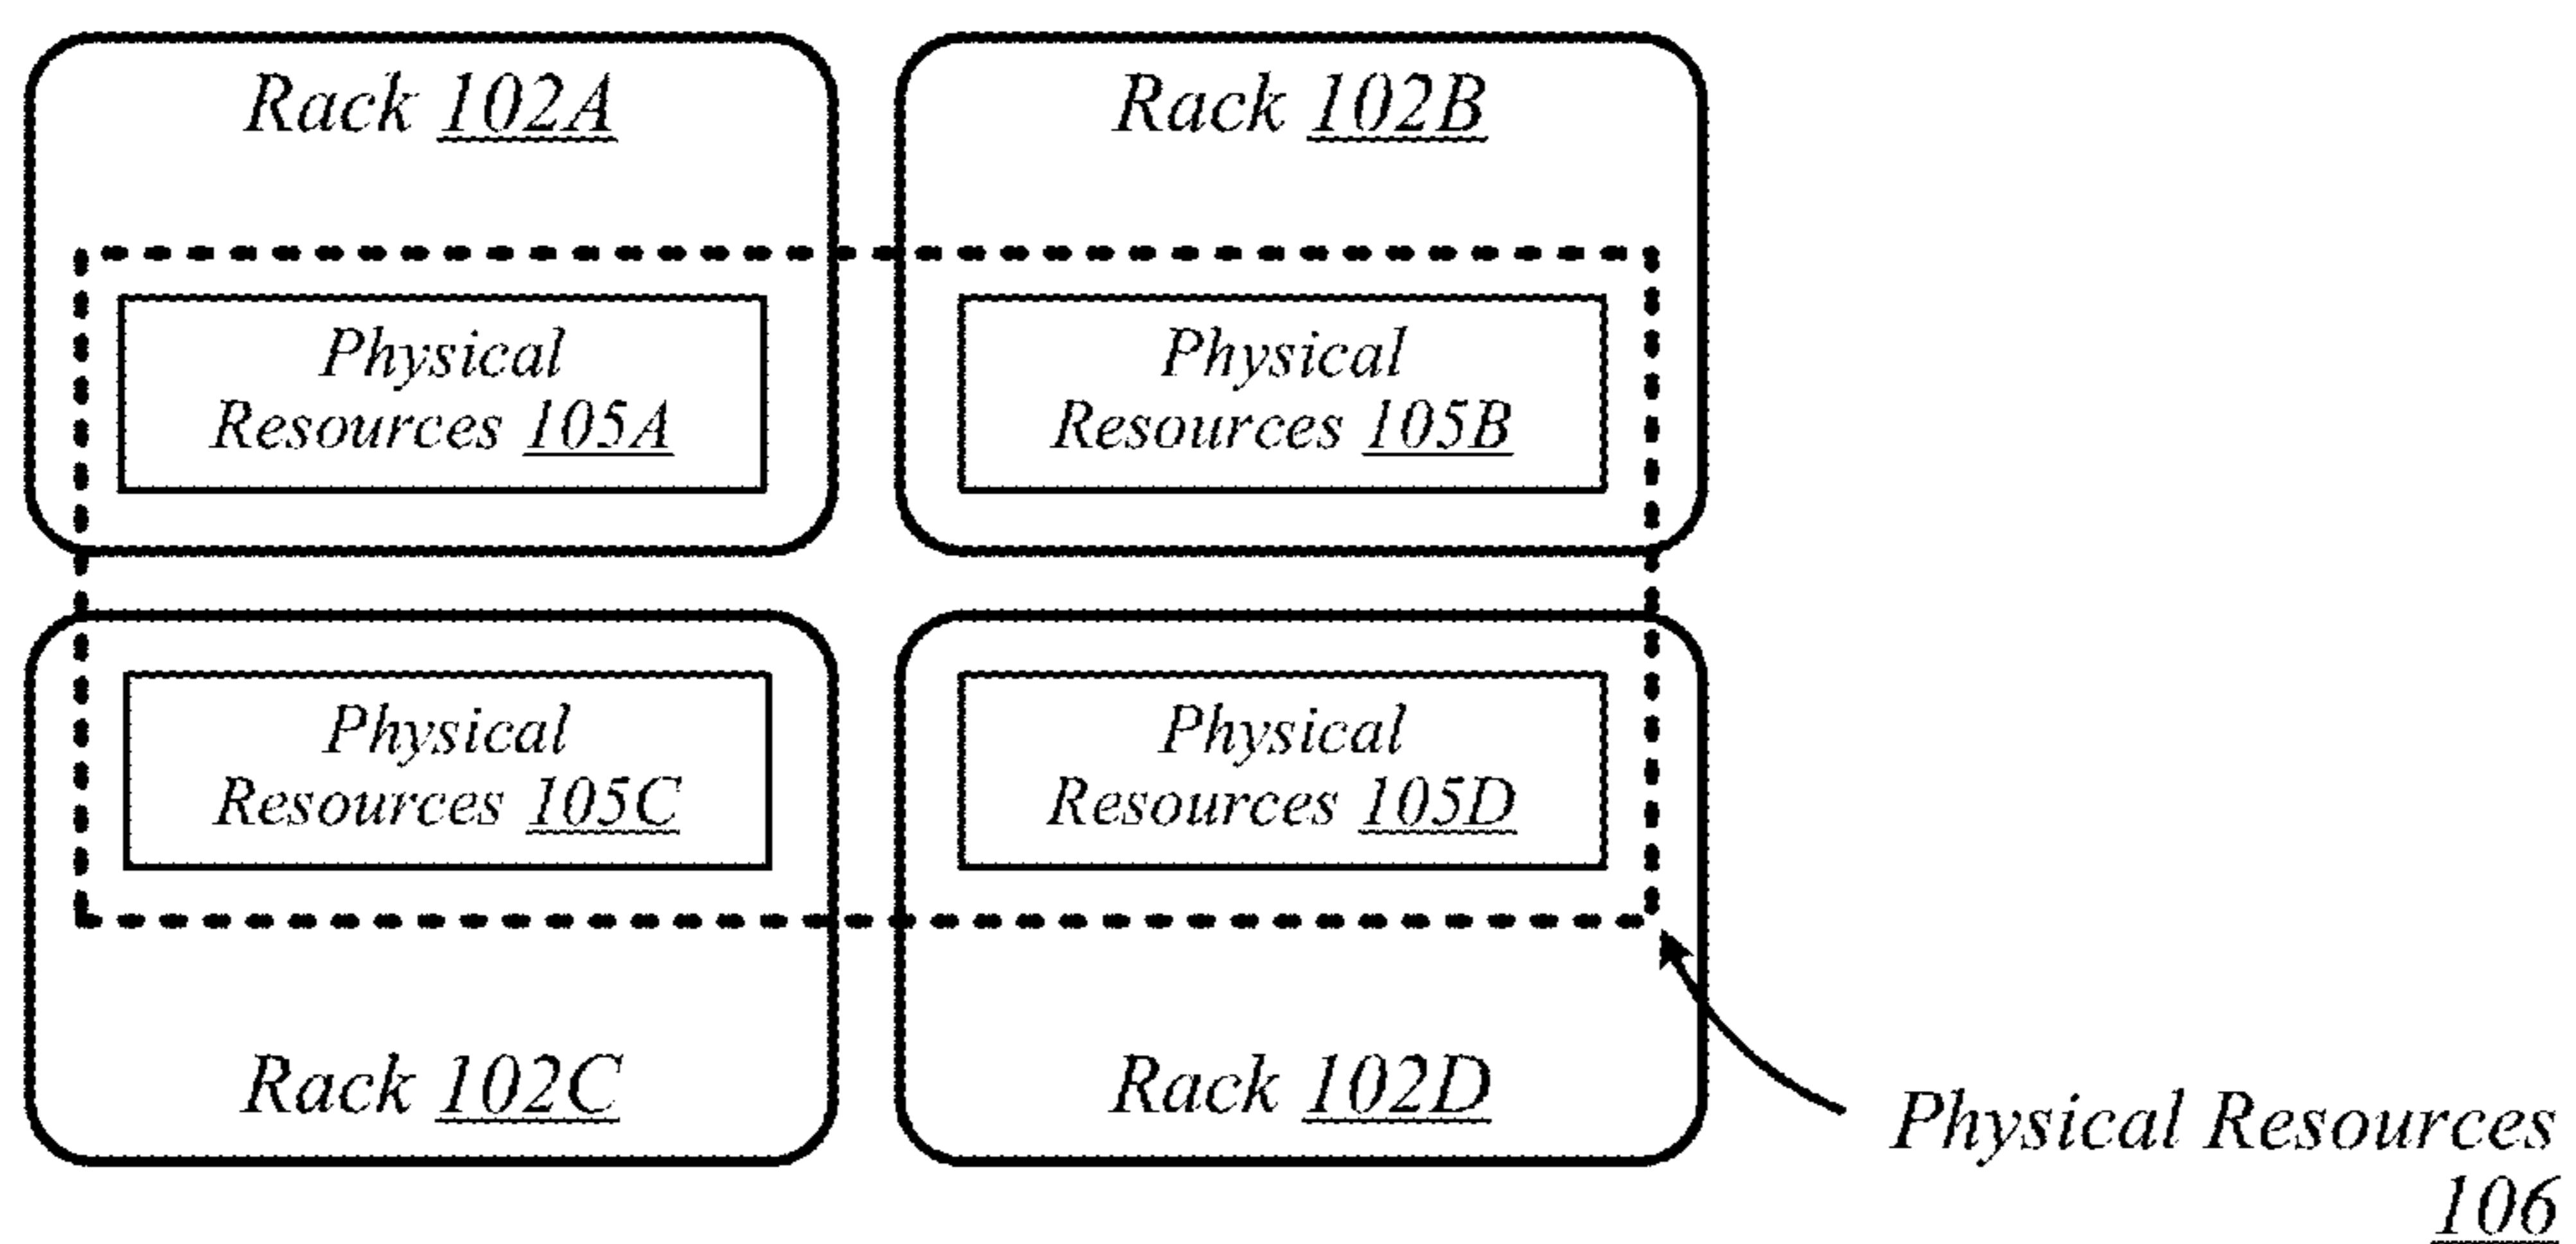 Rack 102A
Rack 102B
Physical
Resources 105A
Physical
Resources 105B
Physical
Resources 105C
Physical
Resources 105D
Rack 102C
Rack 102D
Physical Resources
106